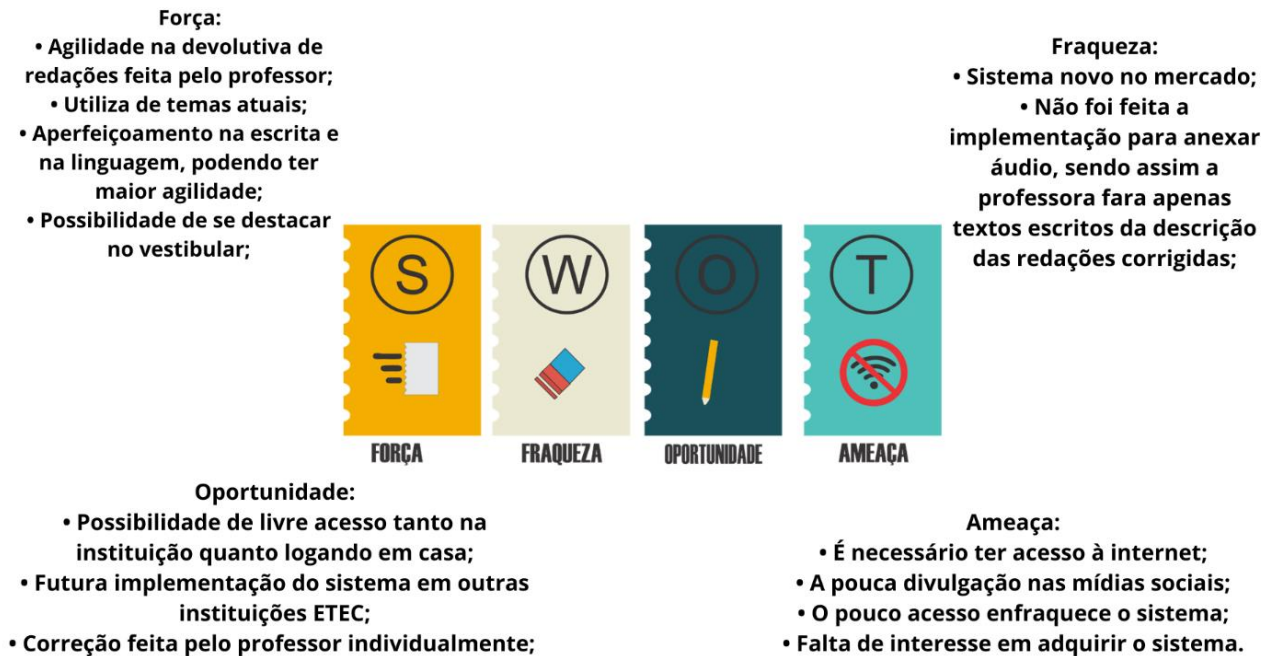 Força:
• Agilidade na devolutiva de
redações feita pelo professor;
• Utiliza de temas atuais;
• Aperfeiçoamento na escrita e
na linguagem, podendo ter
maior agilidade;
• Possibilidade de se destacar
no vestibular;
Fraqueza:
• Sistema novo no mercado;
• Não foi feita a
implementação para anexar
áudio, sendo assim a
professora fara apenas
textos escritos da descrição
das redações corrigidas;
S
W
O
T
FORÇA
FRAQUEZA
OPORTUNIDADE
AMEAÇA
Oportunidade:
• Possibilidade de livre acesso tanto na
instituição quanto logando em casa;
• Futura implementação do sistema em outras
instituições ETEC;
• Correção feita pelo professor individualmente;
Ameaça:
• É necessário ter acesso à internet;
• A pouca divulgação nas mídias sociais;
• O pouco acesso enfraquece o sistema;
• Falta de interesse em adquirir o sistema.